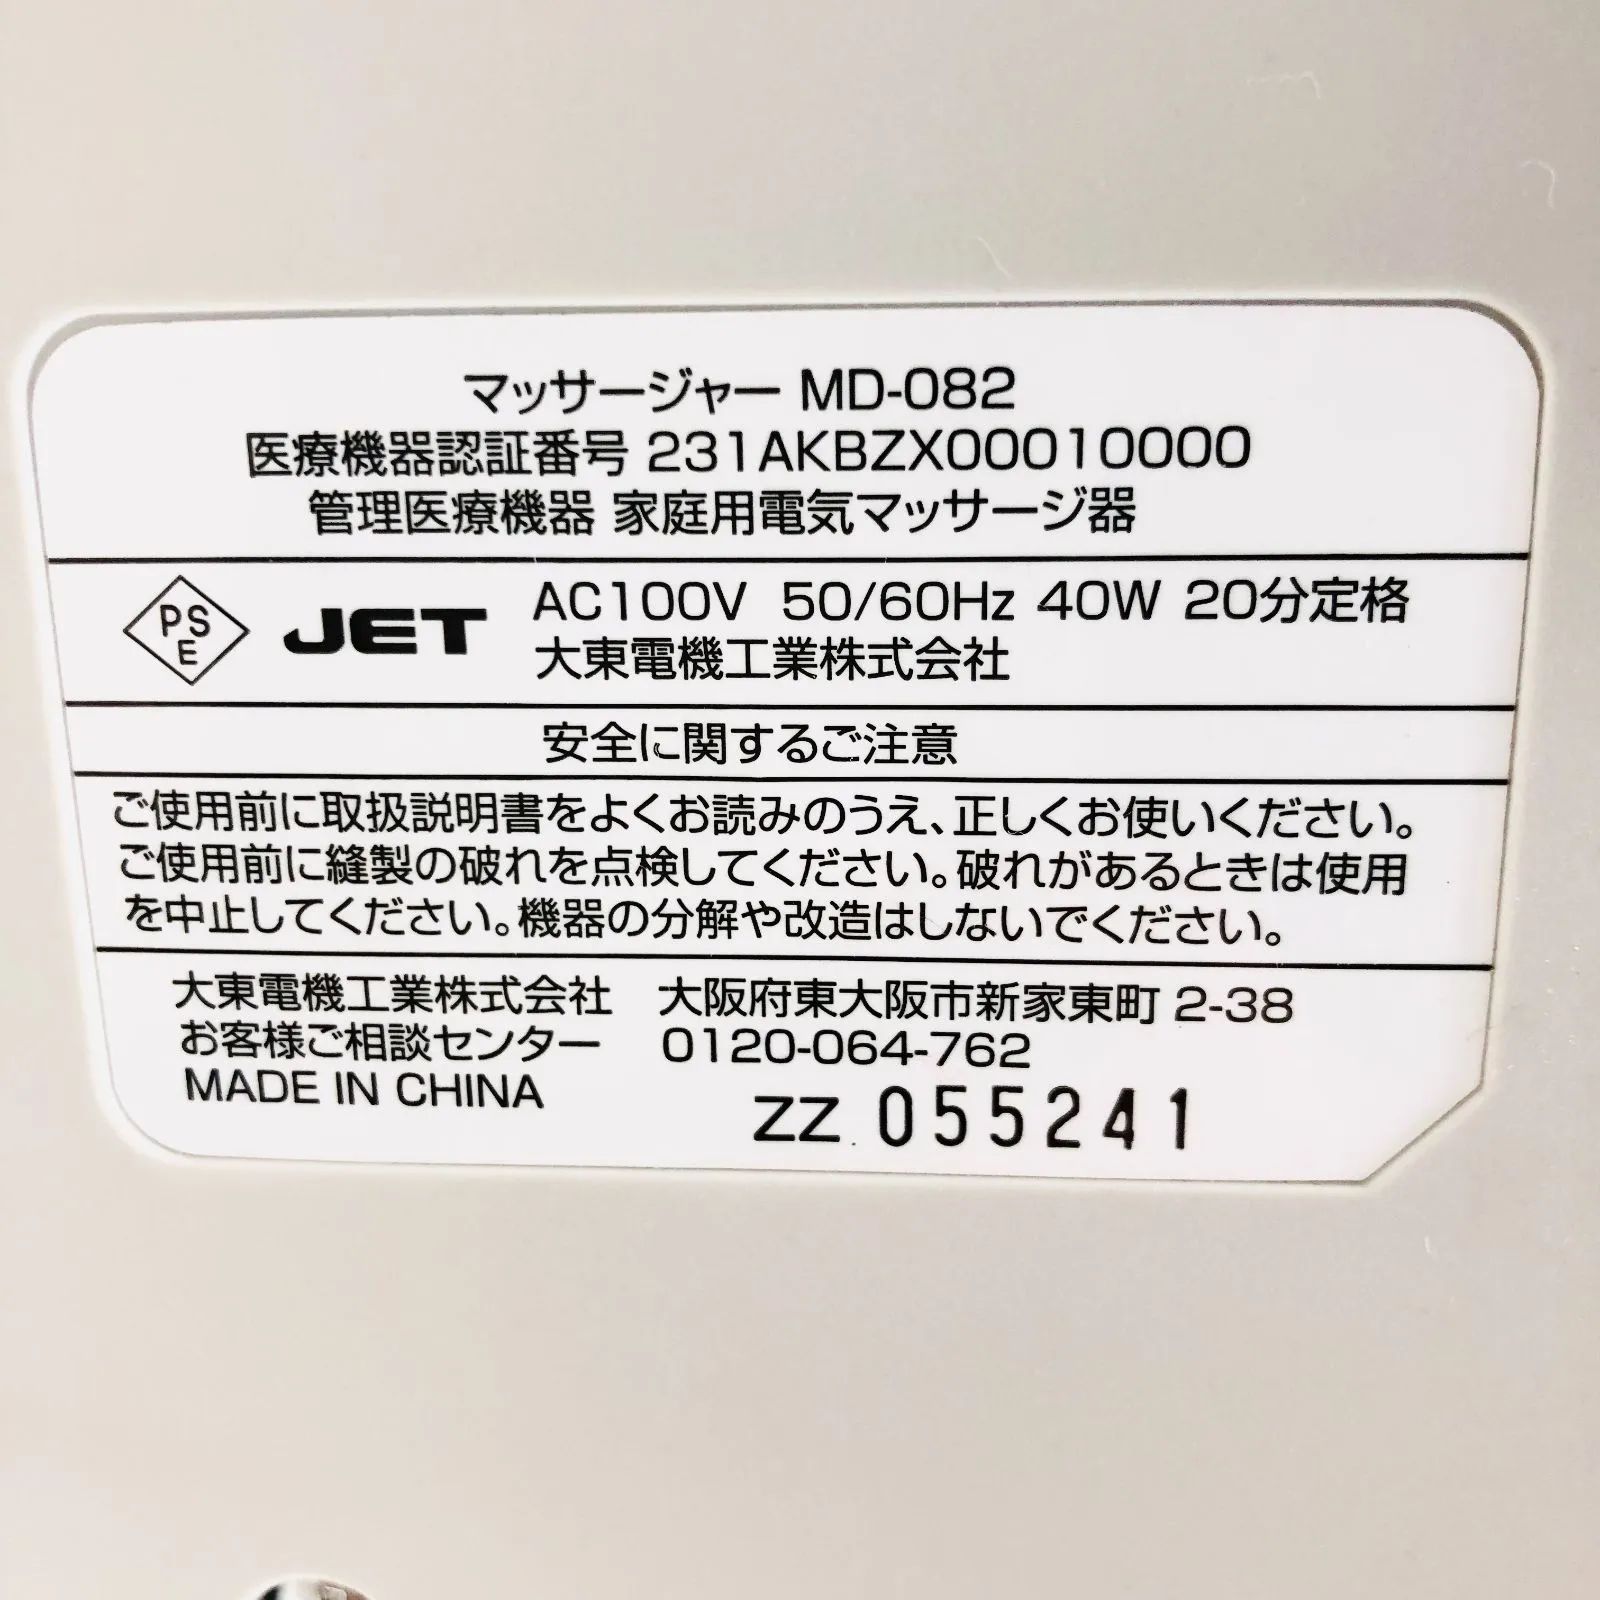 マッサージャー MD-082
医療機器認証番号 231AKBZX00010000
管理医療機器 家庭用電気マッサージ器
PSE JET AC100V 50/60Hz 40W 20分定格
大東電機工業株式会社
安全に関するご注意
ご使用前に取扱説明書をよくお読みのうえ、正しくお使いください。
ご使用前に縫製の破れを点検してください。破れがあるときは使用
を中止してください。機器の分解や改造はしないでください。
大東電機工業株式会社 大阪府東大阪市新家東町 2-38
お客様ご相談センター 0120-064-762
MADE IN CHINA
ZZ 055241